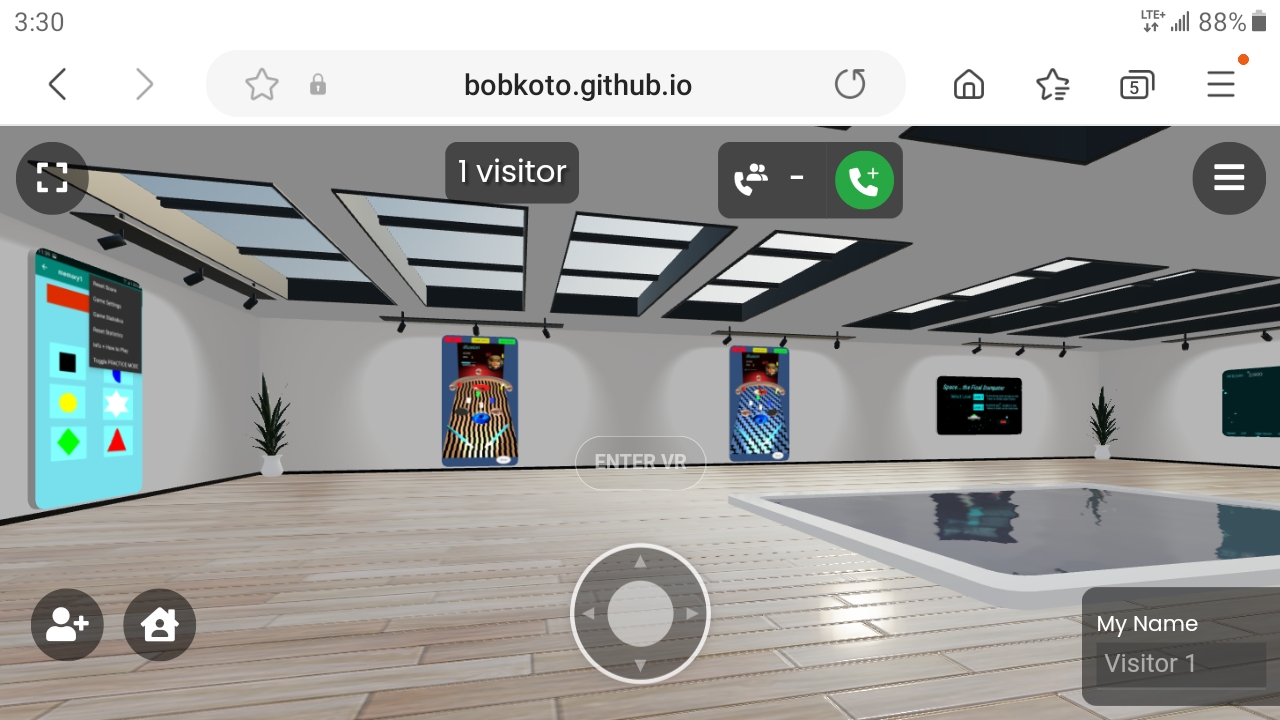 3:30
LTE+
88%
bobkoto.github.io
5
1 visitor
-
memory1
Reset Score
Game Settings
Game Statistics
Reset Statistics
Info + How to Play
Toggle PRACTICE MODE
Space... the Final Dumpster
ENTER VR
My Name
Visitor 1